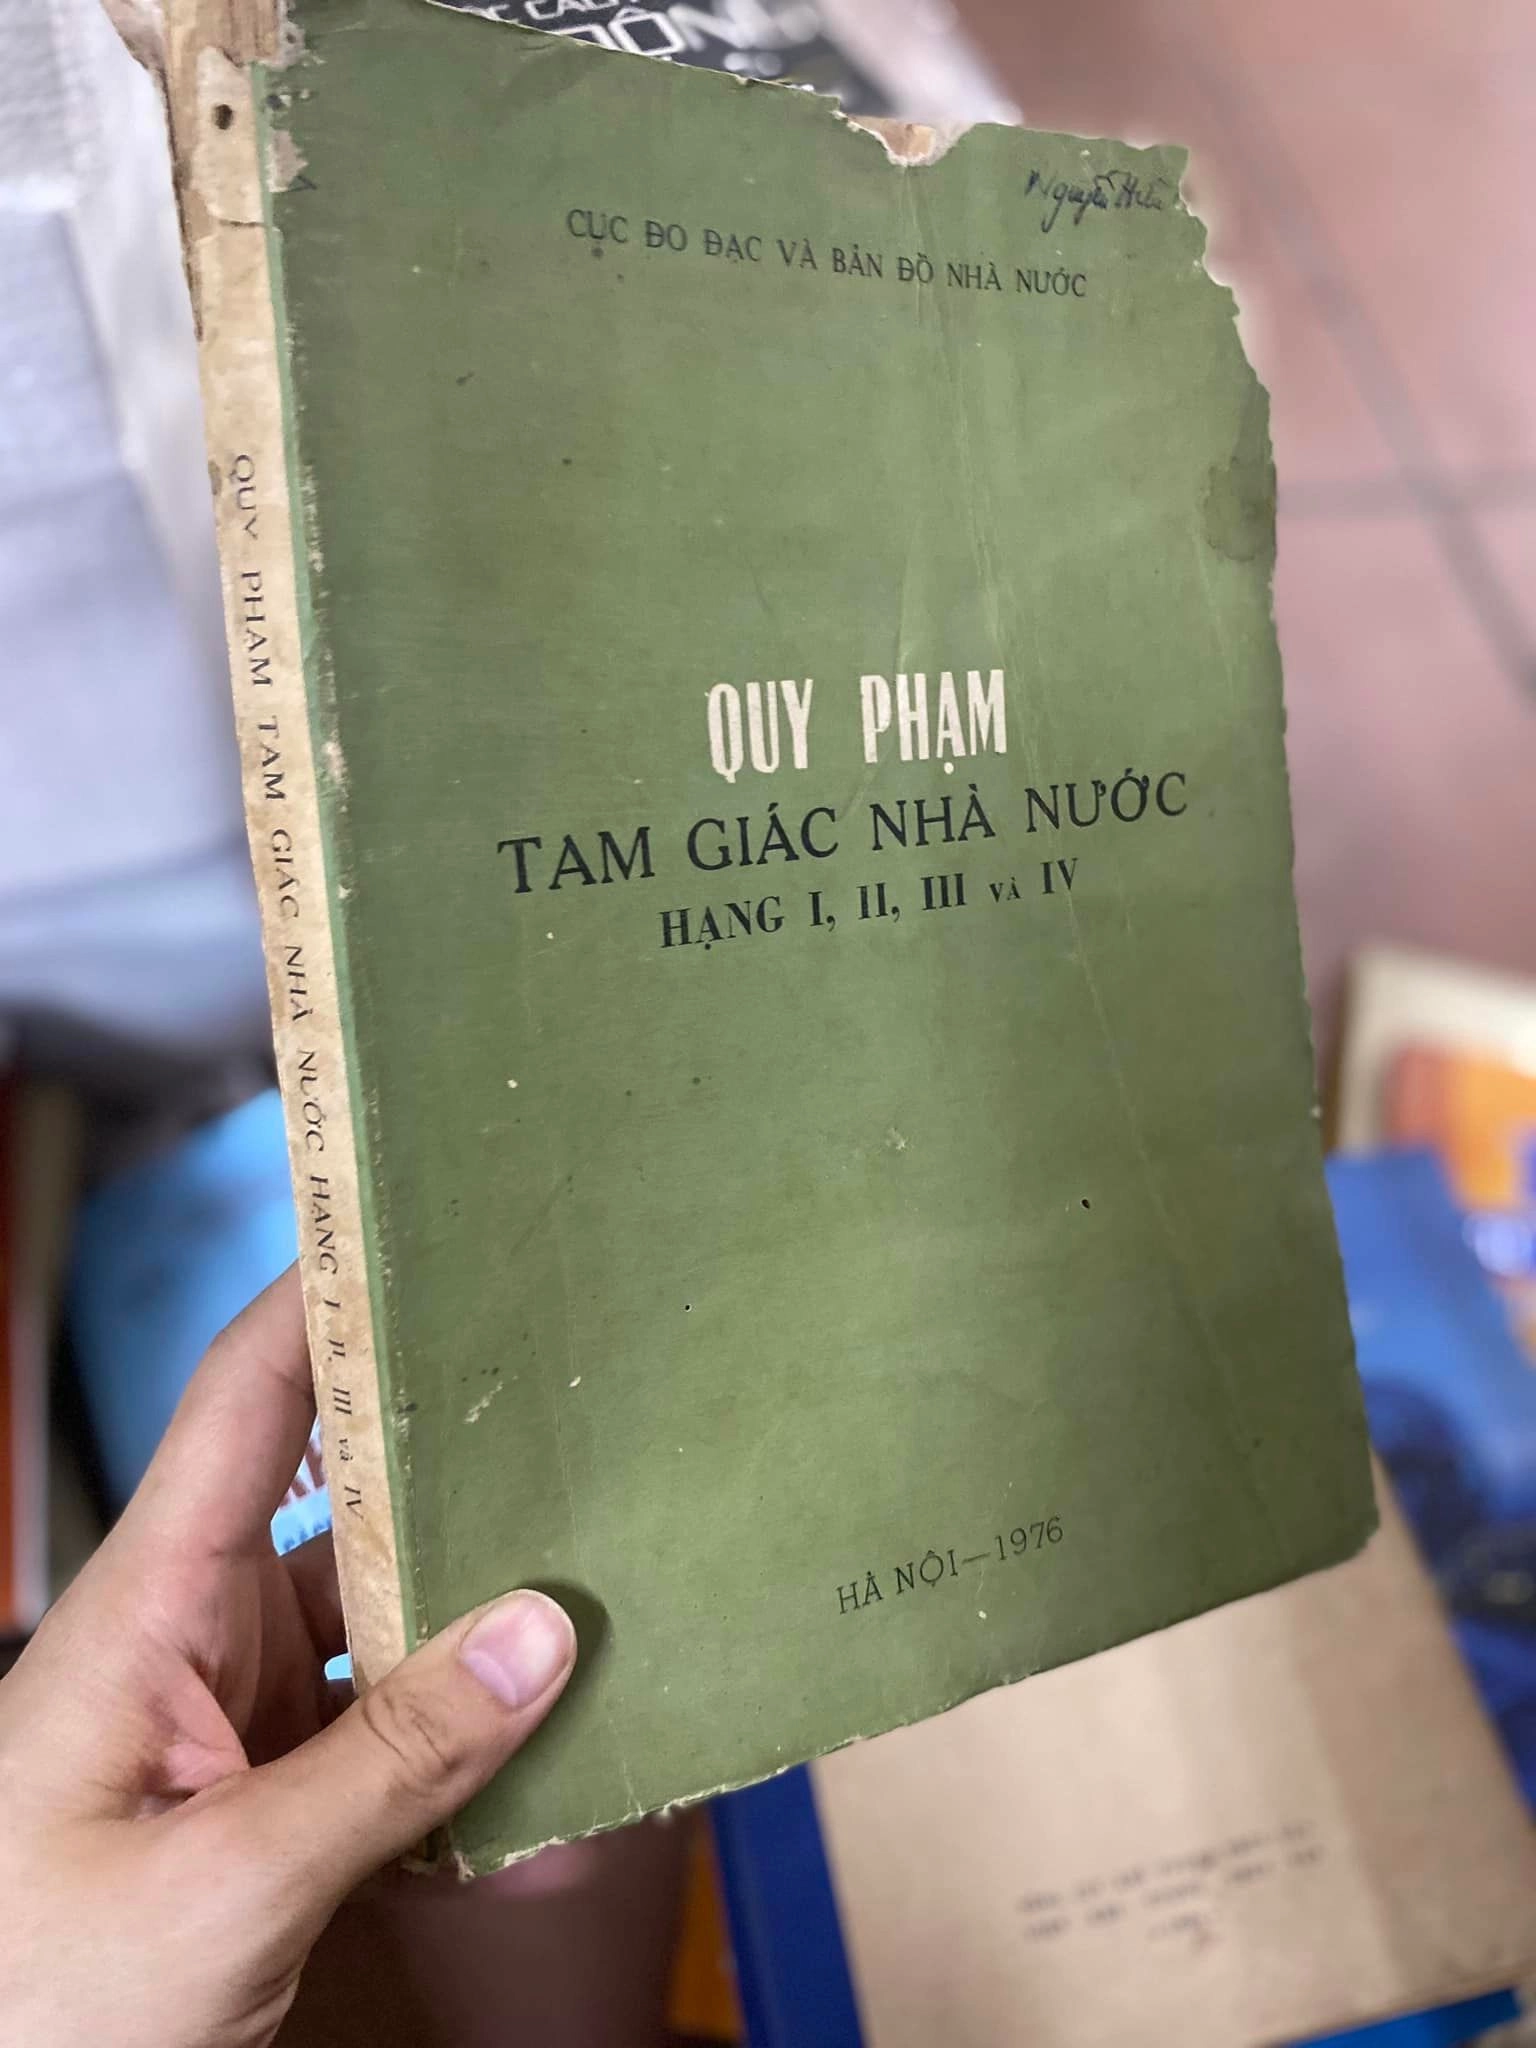 Nguyễn
CỤC ĐO ĐẠC VÀ BẢN ĐỒ NHÀ NƯỚC
QUY PHẠM
TAM GIÁC NHÀ NƯỚC
HẠNG I, II, III VÀ IV
HÀ NỘI—1976
QUY PHẠM TAM GIÁC NHÀ NƯỚC HẠNG I, II, III và IV